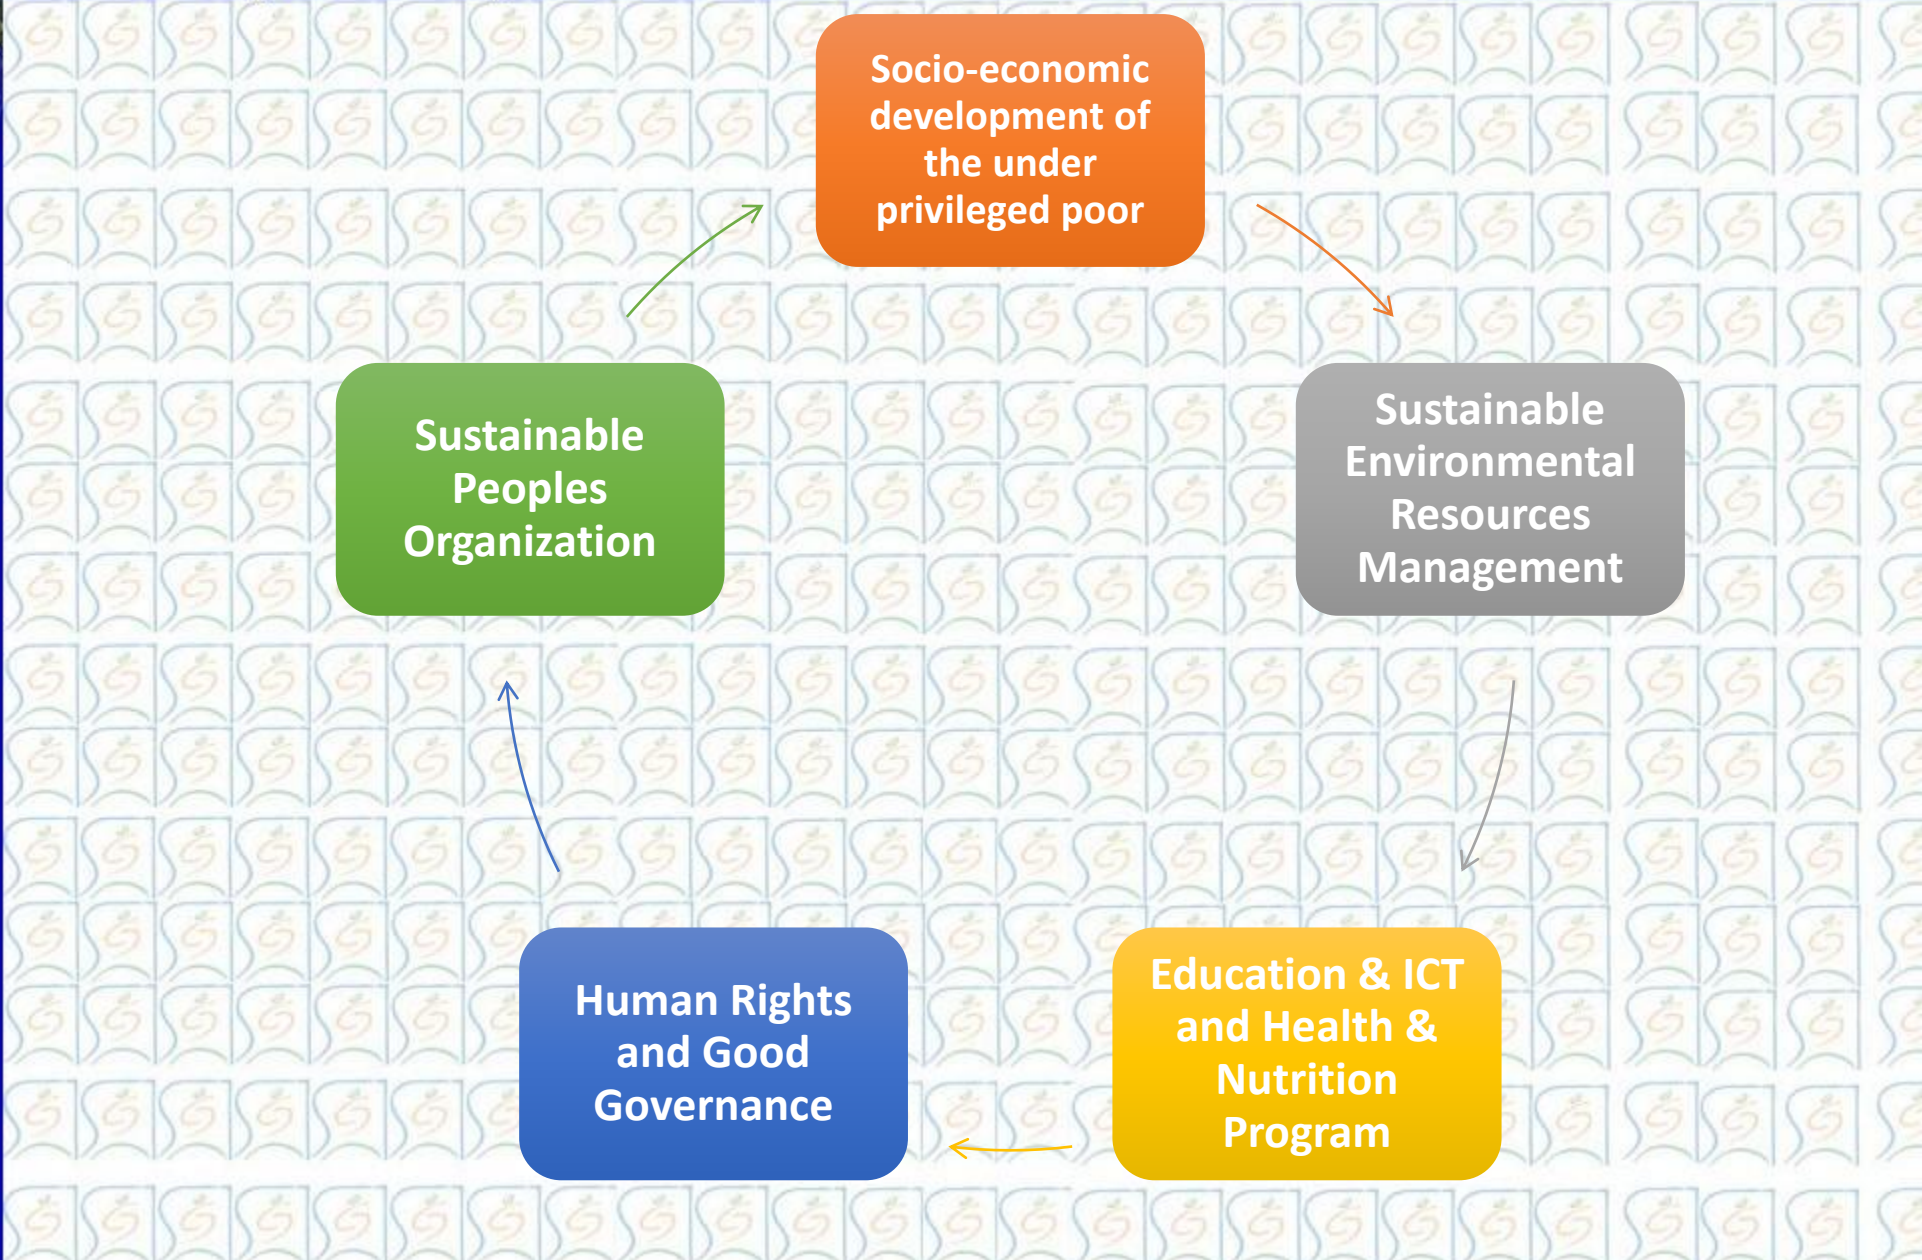 Socio-economic
development of
the under
privileged poor
Sustainable
Environmental
Resources
Management
Education & ICT
and Health &
Nutrition
Program
Human Rights
and Good
Governance
Sustainable
Peoples
Organization